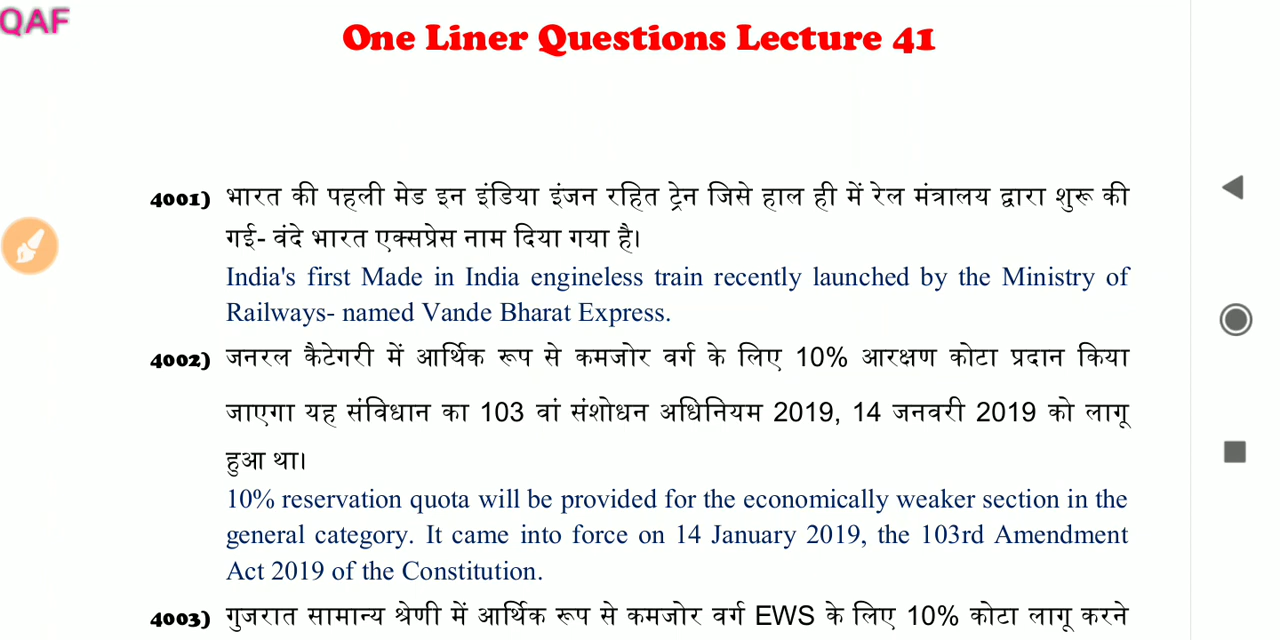 QAF
One Liner Questions Lecture 41
4001) भारत की पहली मेड इन इंडिया इंजन रहित ट्रेन जिसे हाल ही में रेल मंत्रालय द्वारा शुरू की
गई- वंदे भारत एक्सप्रेस नाम दिया गया है।
India's first Made in India engineless train recently launched by the Ministry of
Railways- named Vande Bharat Express.
4002) जनरल कैटेगरी में आर्थिक रूप से कमजोर वर्ग के लिए 10% आरक्षण कोटा प्रदान किया
जाएगा यह संविधान का 103 वां संशोधन अधिनियम 2019, 14 जनवरी 2019 को लागू
हुआ था।
10% reservation quota will be provided for the economically weaker section in the
general category. It came into force on 14 January 2019, the 103rd Amendment
Act 2019 of the Constitution.
4003) गुजरात सामान्य श्रेणी में आर्थिक रूप से कमजोर वर्ग EWS के लिए 10% कोटा लागू करने